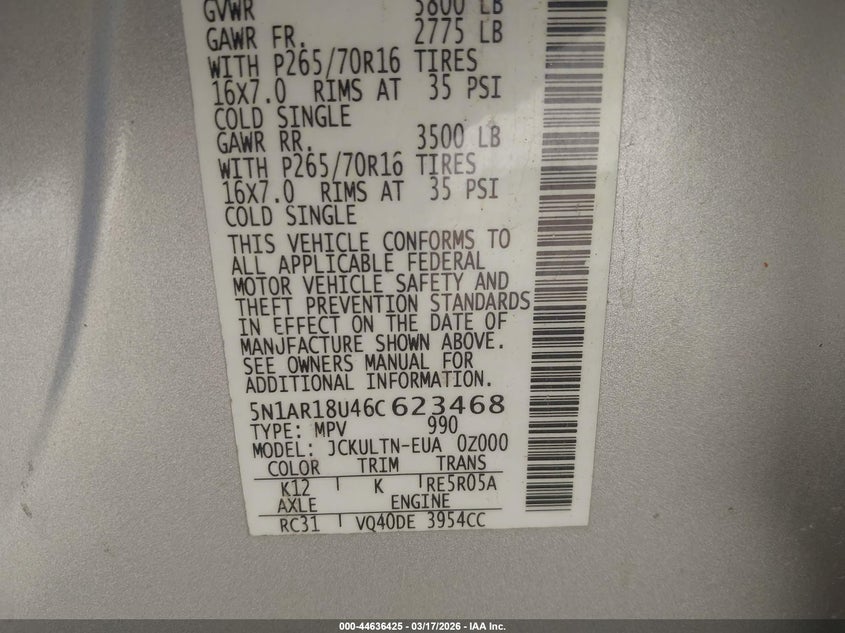 GVWR 5800 LB
GAWR FR. 2775 LB
WITH P265/70R16 TIRES
16X7.0 RIMS AT 35 PSI
COLD SINGLE
GAWR RR. 3500 LB
WITH P265/70R16 TIRES
16X7.0 RIMS AT 35 PSI
COLD SINGLE
THIS VEHICLE CONFORMS TO
ALL APPLICABLE FEDERAL
MOTOR VEHICLE SAFETY AND
THEFT PREVENTION STANDARDS
IN EFFECT ON THE DATE OF
MANUFACTURE SHOWN ABOVE.
SEE OWNERS MANUAL FOR
ADDITIONAL INFORMATION.
5N1AR18U46C623468
TYPE: MPV 990
MODEL: JCKULTN-EUA 0Z000
COLOR TRIM TRANS
K12 K RE5R05A
AXLE ENGINE
RC31 VQ40DE 3954CC
000-44636425 - 03/17/2026 - IAA Inc.